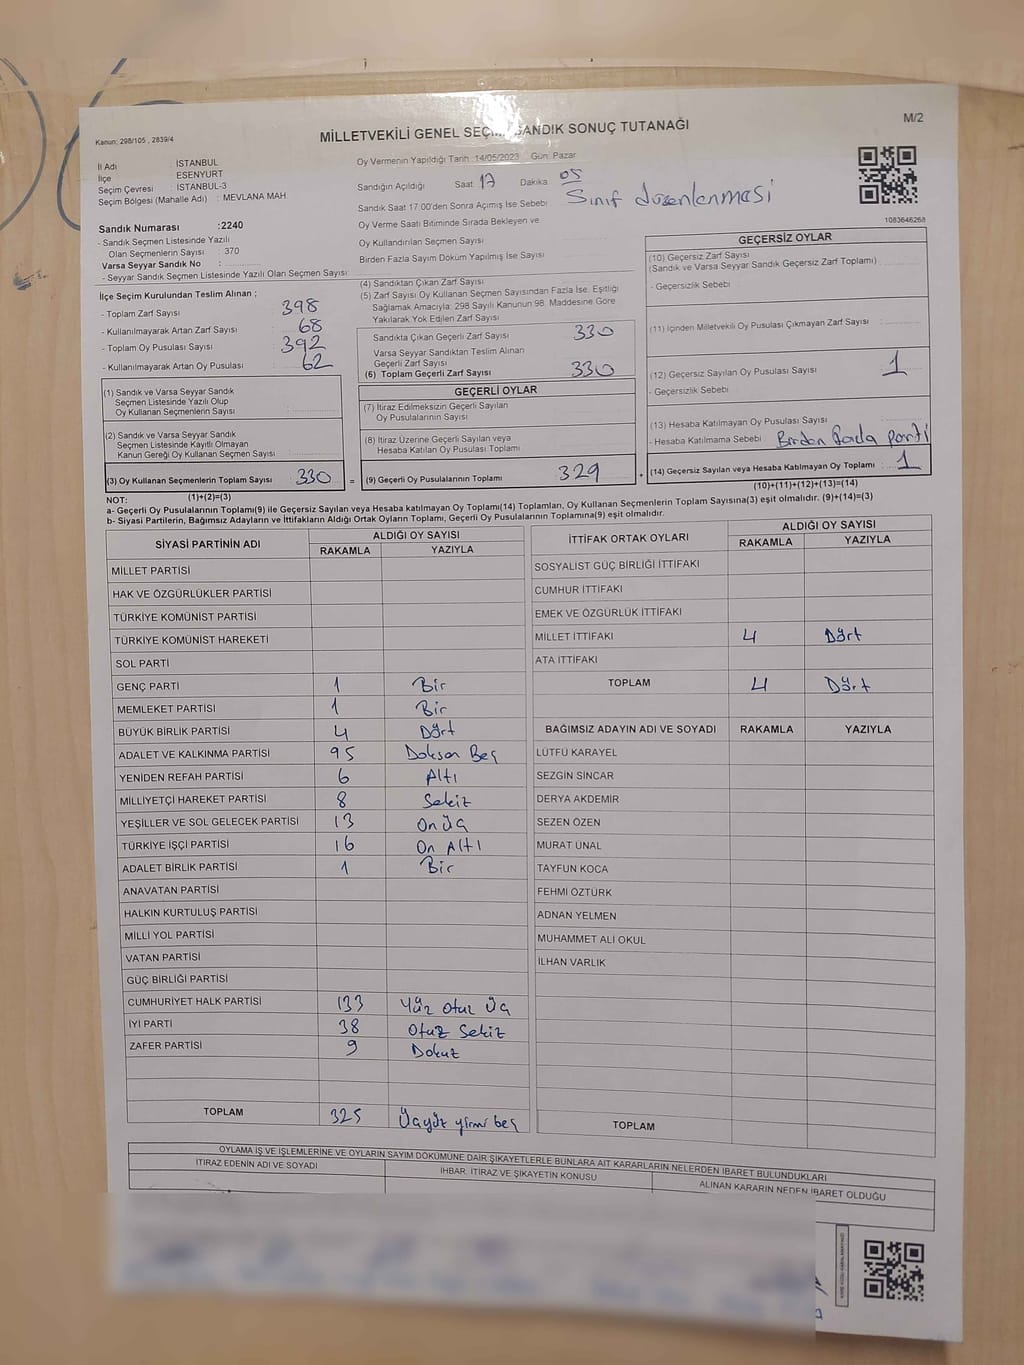 M/2
Kanun: 298/105 , 2839/4
MİLLETVEKİLİ GENEL SEÇİMİ SANDIK SONUÇ TUTANAĞI
İl Adı : İSTANBUL
İlçe : ESENYURT
Seçim Çevresi : İSTANBUL-3
Seçim Bölgesi (Mahalle Adı) : MEVLANA MAH.
Oy Vermenin Yapıldığı Tarih :14/05/2023 Gün: Pazar
Sandığın Açıldığı Saat 17 Dakika 05
Sandık Saat 17:00'den Sonra Açımış İse Sebebi Sınıf düzenlenmesi
Oy Verme Saati Bitiminde Sırada Bekleyen ve
Oy Kullandırılan Seçmen Sayısı
Birden Fazla Sayım Döküm Yapılmış İse Sayısı
1083646268
Sandık Numarası :2240
- Sandık Seçmen Listesinde Yazılı
Olan Seçmenlerin Sayısı : 370
Varsa Seyyar Sandık No :
- Seyyar Sandık Seçmen Listesinde Yazılı Olan Seçmen Sayısı:
İlçe Seçim Kurulundan Teslim Alınan ;
- Toplam Zarf Sayısı : 398
- Kullanılmayarak Artan Zarf Sayısı : 68
- Toplam Oy Pusulası Sayısı : 392
- Kullanılmayarak Artan Oy Pusulası : 62
(1) Sandık ve Varsa Seyyar Sandık
Seçmen Listesinde Yazılı Olup
Oy Kullanan Seçmenlerin Sayısı
(2) Sandık ve Varsa Seyyar Sandık
Seçmen Listesinde Kayıtlı Olmayan
Kanun Gereği Oy Kullanan Seçmen Sayısı
(3) Oy Kullanan Seçmenlerin Toplam Sayısı 330 =
(4) Sandıktan Çıkan Zarf Sayısı
(5) Zarf Sayısı Oy Kullanan Seçmen Sayısından Fazla İse. Eşitliği
Sağlamak Amacıyla: 298 Sayılı Kanunun 98. Maddesine Göre
Yakılarak Yok Edilen Zarf Sayısı
Sandıkta Çıkan Geçerli Zarf Sayısı 330
Varsa Seyyar Sandıktan Teslim Alınan
Geçerli Zarf Sayısı
(6) Toplam Geçerli Zarf Sayısı 330
GEÇERLİ OYLAR
(7) İtiraz Edilmeksizin Geçerli Sayılan
Oy Pusulalarının Sayısı
(8) İtiraz Üzerine Geçerli Sayılan veya
Hesaba Katılan Oy Pusulası Toplamı
(9) Geçerli Oy Pusulalarının Toplamı 329 +
GEÇERSİZ OYLAR
(10) Geçersiz Zarf Sayısı
(Sandık ve Varsa Seyyar Sandık Geçersiz Zarf Toplamı)
- Geçersizlik Sebebi :
(11) İçinden Milletvekili Oy Pusulası Çıkmayan Zarf Sayısı :
(12) Geçersiz Sayılan Oy Pusulası Sayısı : 1
- Geçersizlik Sebebi :
(13) Hesaba Katılmayan Oy Pusulası Sayısı :
- Hesaba Katılmama Sebebi : Birden fazla parti
(14) Geçersiz Sayılan veya Hesaba Katılmayan Oy Toplamı : 1
NOT: (1)+(2)=(3)
(10)+(11)+(12)+(13)=(14)
a- Geçerli Oy Pusulalarının Toplamı(9) ile Geçersiz Sayılan veya Hesaba katılmayan Oy Toplamı(14) Toplamları, Oy Kullanan Seçmenlerin Toplam Sayısına(3) eşit olmalıdır. (9)+(14)=(3)
b- Siyasi Partilerin, Bağımsız Adayların ve İttifakların Aldığı Ortak Oyların Toplamı, Geçerli Oy Pusulalarının Toplamına(9) eşit olmalıdır.
SİYASİ PARTİNİN ADI ALDIĞI OY SAYISI
RAKAMLA YAZIYLA
MİLLET PARTİSİ
HAK VE ÖZGÜRLÜKLER PARTİSİ
TÜRKİYE KOMÜNİST PARTİSİ
TÜRKİYE KOMÜNİST HAREKETİ
SOL PARTİ
GENÇ PARTİ 1 Bir
MEMLEKET PARTİSİ 1 Bir
BÜYÜK BİRLİK PARTİSİ 4 Dört
ADALET VE KALKINMA PARTİSİ 95 Doksan Beş
YENİDEN REFAH PARTİSİ 6 Altı
MİLLİYETÇİ HAREKET PARTİSİ 8 Sekiz
YEŞİLLER VE SOL GELECEK PARTİSİ 13 On üç
TÜRKİYE İŞÇİ PARTİSİ 16 On Altı
ADALET BİRLİK PARTİSİ 1 Bir
ANAVATAN PARTİSİ
HALKIN KURTULUŞ PARTİSİ
MİLLİ YOL PARTİSİ
VATAN PARTİSİ
GÜÇ BİRLİĞİ PARTİSİ
CUMHURİYET HALK PARTİSİ 133 Yüz otuz Üç
İYİ PARTİ 38 Otuz Sekiz
ZAFER PARTİSİ 9 Dokuz
TOPLAM 325 Üçyüz yirmi beş
İTTİFAK ORTAK OYLARI ALDIĞI OY SAYISI
RAKAMLA YAZIYLA
SOSYALİST GÜÇ BİRLİĞİ İTTİFAKI
CUMHUR İTTİFAKI
EMEK VE ÖZGÜRLÜK İTTİFAKI
MİLLET İTTİFAKI 4 Dört
ATA İTTİFAKI
TOPLAM 4 Dört
BAĞIMSIZ ADAYIN ADI VE SOYADI RAKAMLA YAZIYLA
LÜTFÜ KARAYEL
SEZGİN SİNCAR
DERYA AKDEMİR
SEZEN ÖZEN
MURAT ÜNAL
TAYFUN KOCA
FEHMİ ÖZTÜRK
ADNAN YELMEN
MUHAMMET ALİ OKUL
İLHAN VARLIK
TOPLAM
OYLAMA İŞ VE İŞLEMLERİNE VE OYLARIN SAYIM DÖKÜMÜNE DAİR ŞİKAYETLERLE BUNLARA AİT KARARLARIN NELERDEN İBARET BULUNDUKLARI
İTİRAZ EDENİN ADI VE SOYADI İHBAR, İTİRAZ VE ŞİKAYETİN KONUSU ALINAN KARARIN NEDEN İBARET OLDUĞU